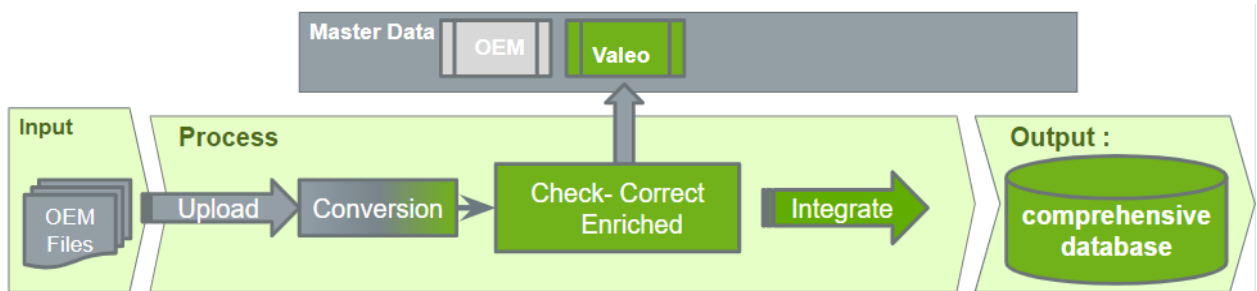 Master Data
OEM
Valeo
Input
Process
Output :
OEM
Files
Upload
Conversion
Check- Correct
Enriched
Integrate
comprehensive
database